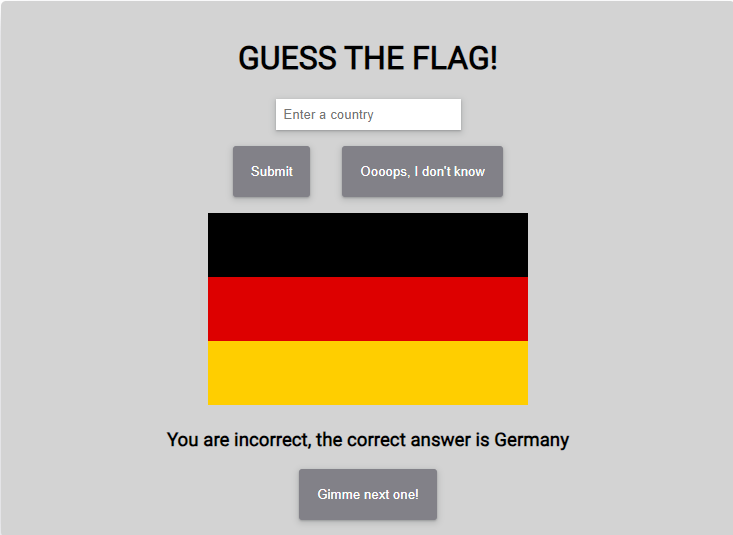 GUESS THE FLAG!
Enter a country
Submit
Oooops, I don't know
You are incorrect, the correct answer is Germany
Gimme next one!